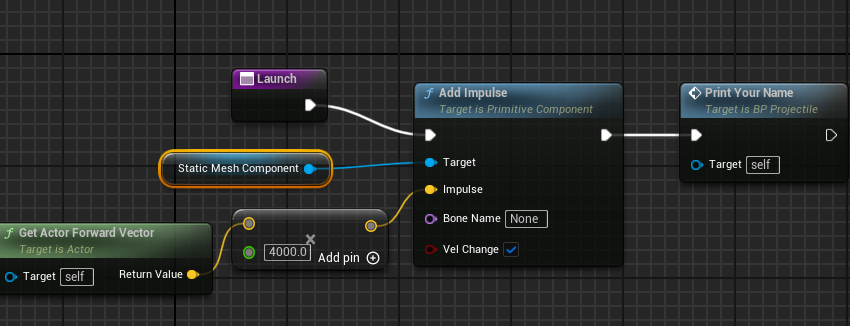 Launch
Add Impulse
Target is Primitive Component
Print Your Name
Target is BP Projectile
Static Mesh Component
Target
Target self
Impulse
Bone Name None
Vel Change
Get Actor Forward Vector
Target is Actor
Target self
Return Value
4000.0
Add pin